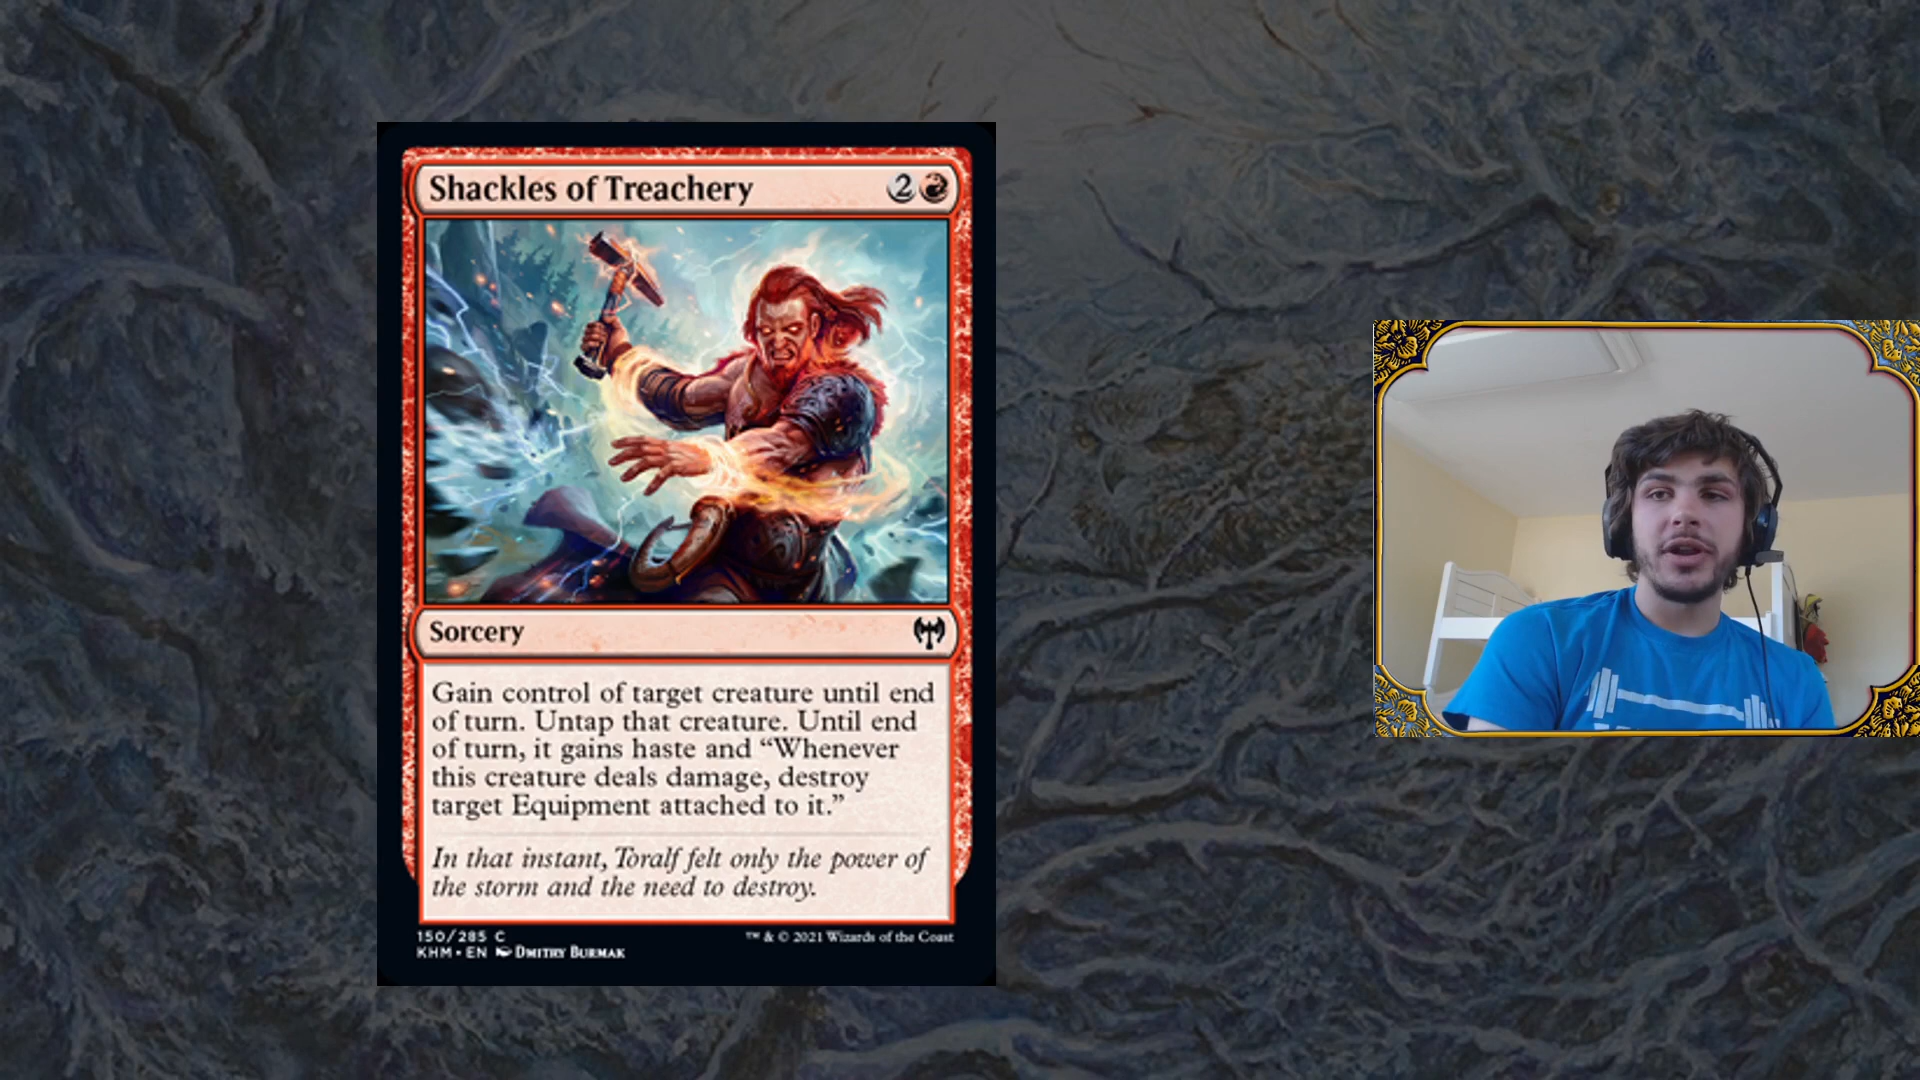 Shackles of Treachery 2
Sorcery
Gain control of target creature until end
of turn. Untap that creature. Until end
of turn, it gains haste and “Whenever
this creature deals damage, destroy
target Equipment attached to it.”
In that instant, Toralf felt only the power of
the storm and the need to destroy.
150/285 C
™ & © 2021 Wizards of the Coast
KHM • EN Dmitry Burmak